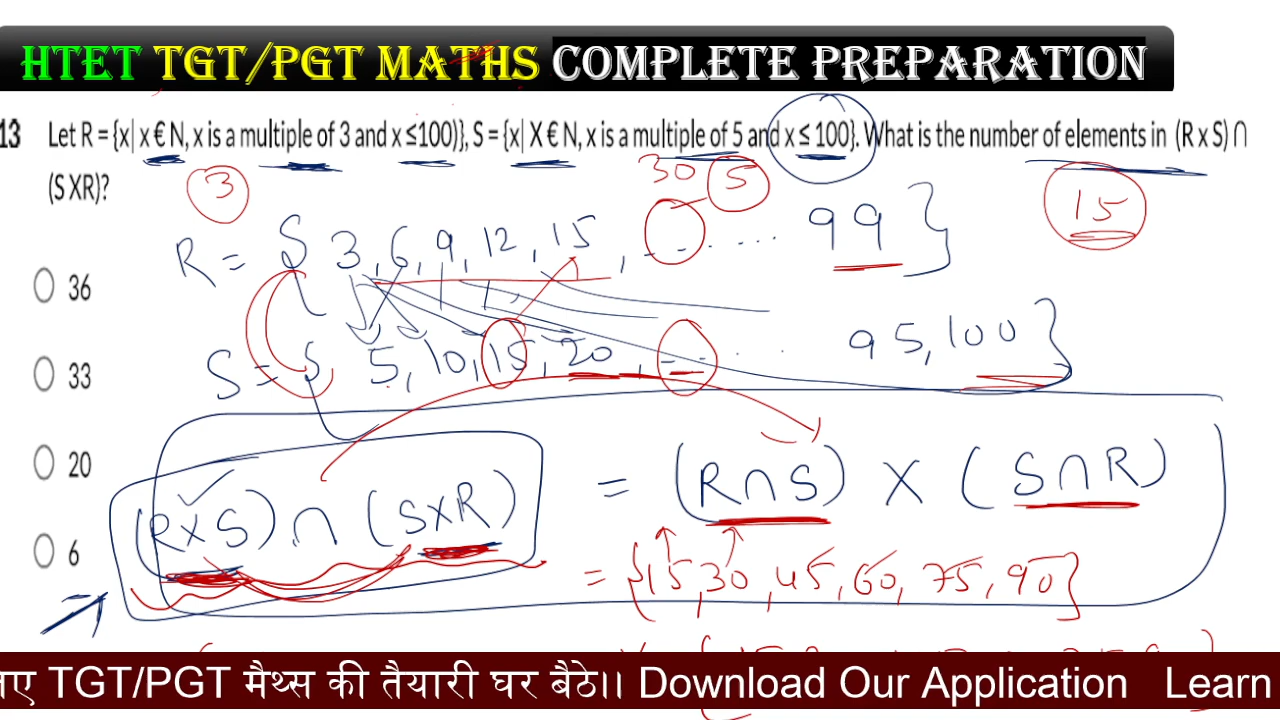 HTET TGT/PGT MATHS COMPLETE PREPARATION
13 Let R = {x| x € N, x is a multiple of 3 and x ≤100)}, S = {x| X € N, x is a multiple of 5 and x ≤ 100}. What is the number of elements in (R x S) ∩
(S XR)?
3 30 5 15
R = { 3, 6, 9, 12, 15, - - .... 99}
36
S = { 5, 10, 15, 20, - - .. 95, 100}
33
20
(R×S) ∩ (S×R) = (R∩S) X (S∩R)
6
= {15, 30, 45, 60, 75, 90}
लिए TGT/PGT मैथ्स की तैयारी घर बैठे।। Download Our Application Learn